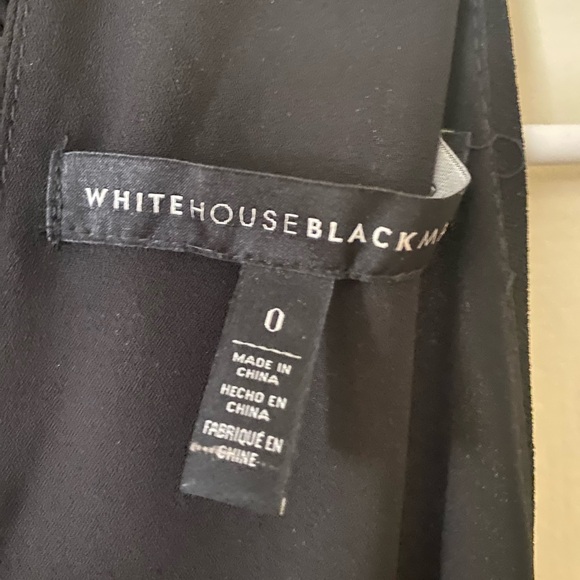 WHITEHOUSEBLACKMA
0
MADE IN
CHINA
HECHO EN
CHINA
FABRIQUÉ EN
CHINE